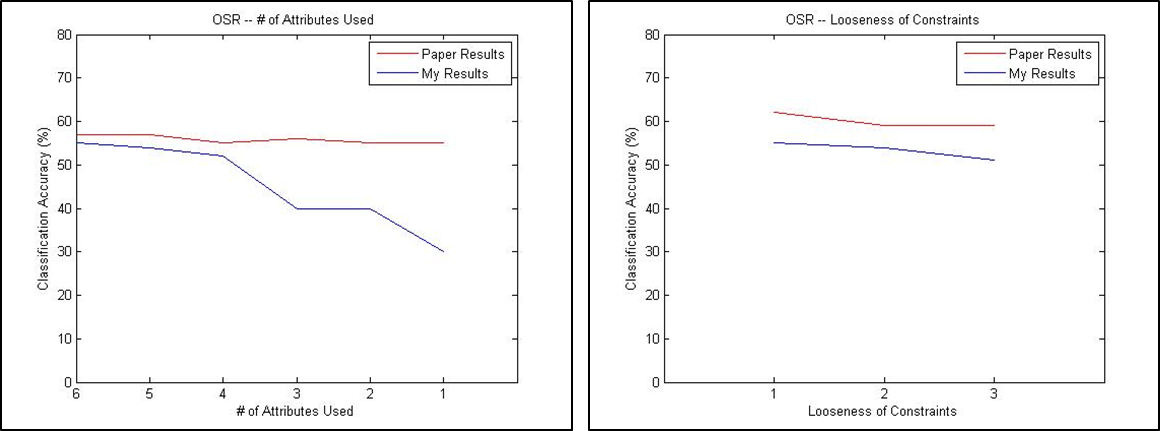 OSR -- # of Attributes Used
80
70
60
50
40
30
20
10
0
Classification Accuracy (%)
Paper Results
My Results
6 5 4 3 2 1
# of Attributes Used
OSR -- Looseness of Constraints
80
70
60
50
40
30
20
10
0
Classification Accuracy (%)
Paper Results
My Results
1 2 3
Looseness of Constraints